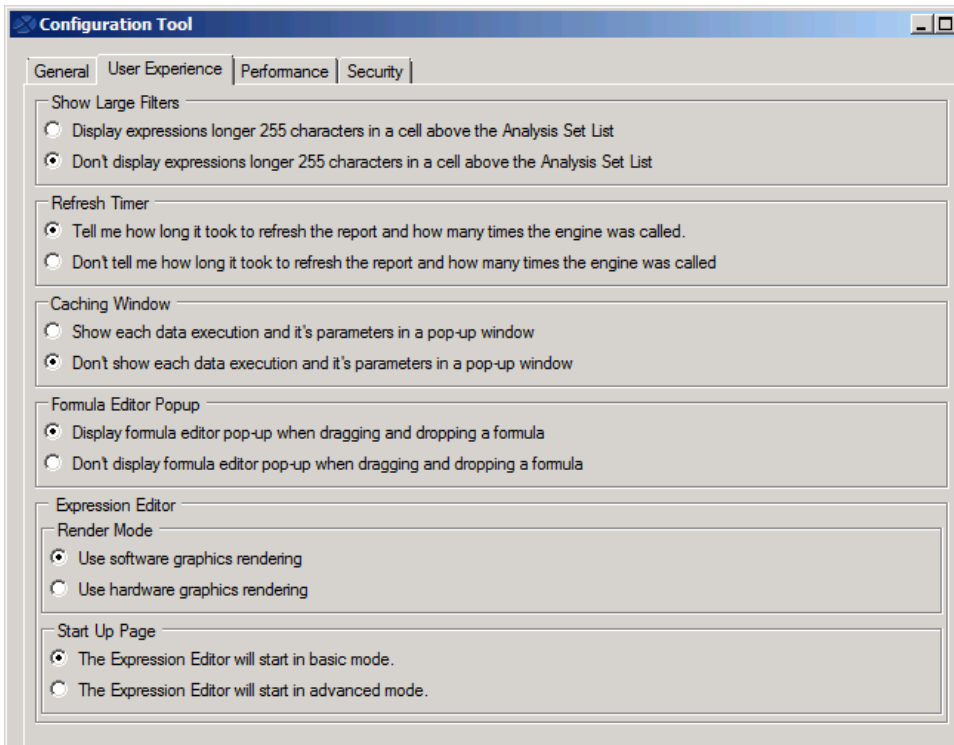 Configuration Tool
General User Experience Performance Security
Show Large Filters
Display expressions longer 255 characters in a cell above the Analysis Set List
Don't display expressions longer 255 characters in a cell above the Analysis Set List
Refresh Timer
Tell me how long it took to refresh the report and how many times the engine was called.
Don't tell me how long it took to refresh the report and how many times the engine was called
Caching Window
Show each data execution and it's parameters in a pop-up window
Don't show each data execution and it's parameters in a pop-up window
Formula Editor Popup
Display formula editor pop-up when dragging and dropping a formula
Don't display formula editor pop-up when dragging and dropping a formula
Expression Editor
Render Mode
Use software graphics rendering
Use hardware graphics rendering
Start Up Page
The Expression Editor will start in basic mode.
The Expression Editor will start in advanced mode.